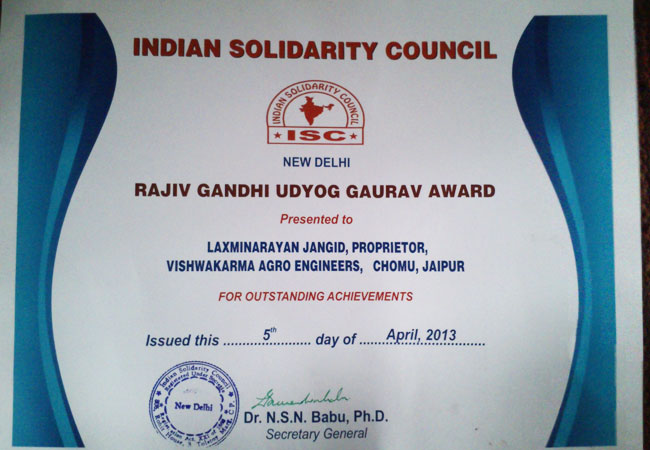 INDIAN SOLIDARITY COUNCIL
INDIAN SOLIDARITY COUNCIL
ISC
NEW DELHI
RAJIV GANDHI UDYOG GAURAV AWARD
Presented to
LAXMINARAYAN JANGID, PROPRIETOR,
VISHWAKARMA AGRO ENGINEERS, CHOMU, JAIPUR
FOR OUTSTANDING ACHIEVEMENTS
Issued this 5th day of April, 2013
Indian Solidarity Council
Registered Under
New Delhi
Dr. N.S.N. Babu, Ph.D.
Secretary General